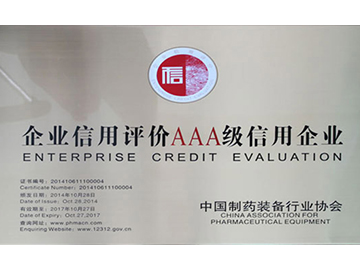 信
企业信用评价AAA级信用企业
ENTERPRISE CREDIT EVALUATION
证书编号：201410611100004
Certificate Number: 201410611100004
颁发日期：2014年10月28日
Date of Issue: Oct.28,2014
有效期至：2017年10月27日
Date of Expiry: Oct.27,2017
查询网址：www.phmacn.com
Enquiring Website: www.12312.gov.cn
中国制药装备行业协会
CHINA ASSOCIATION FOR
PHARMACEUTICAL EQUIPMENT